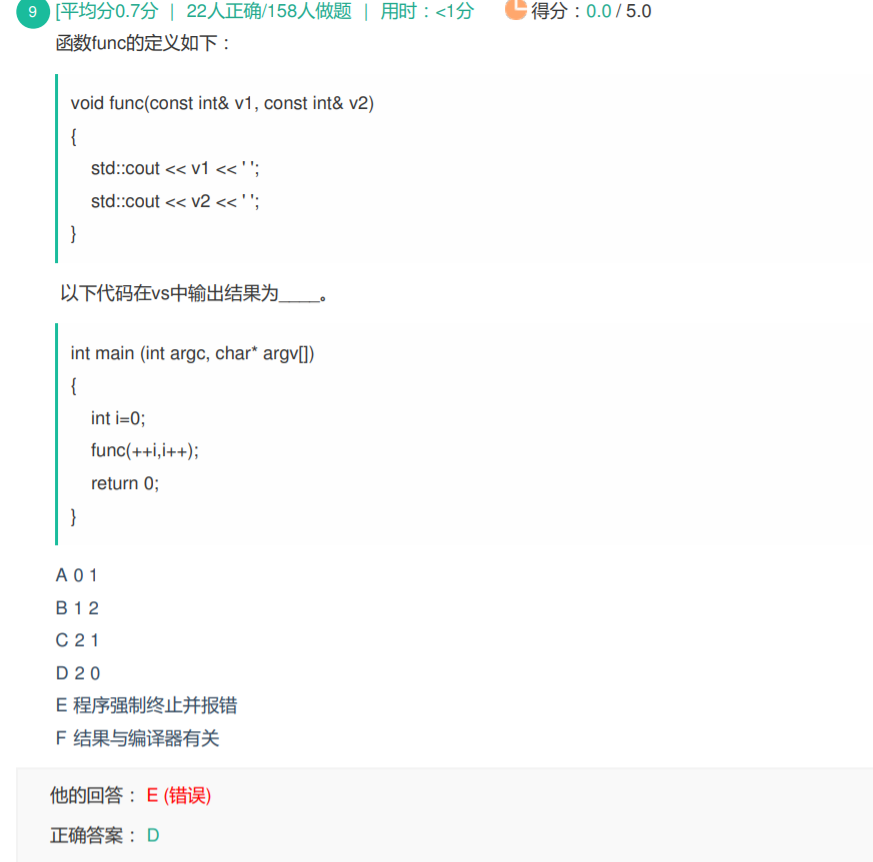 9 [平均分0.7分 | 22人正确/158人做题 | 用时：<1分 得分：0.0 / 5.0
函数func的定义如下：
void func(const int& v1, const int& v2)
{
std::cout << v1 << ' ';
std::cout << v2 << ' ';
}
以下代码在vs中输出结果为____。
int main (int argc, char* argv[])
{
int i=0;
func(++i,i++);
return 0;
}
A 0 1
B 1 2
C 2 1
D 2 0
E 程序强制终止并报错
F 结果与编译器有关
他的回答： E (错误)
正确答案： D